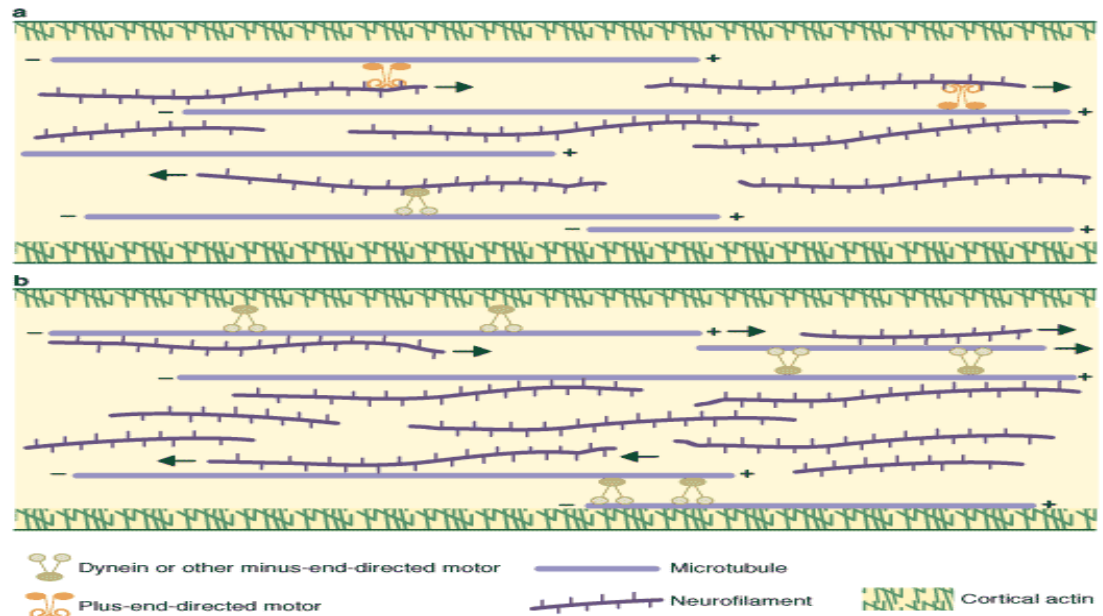 a
− +
− +
− +
− +
− +
b
− +
− +
+
− +
− +
Dynein or other minus-end-directed motor
Microtubule
Plus-end-directed motor
Neurofilament
Cortical actin